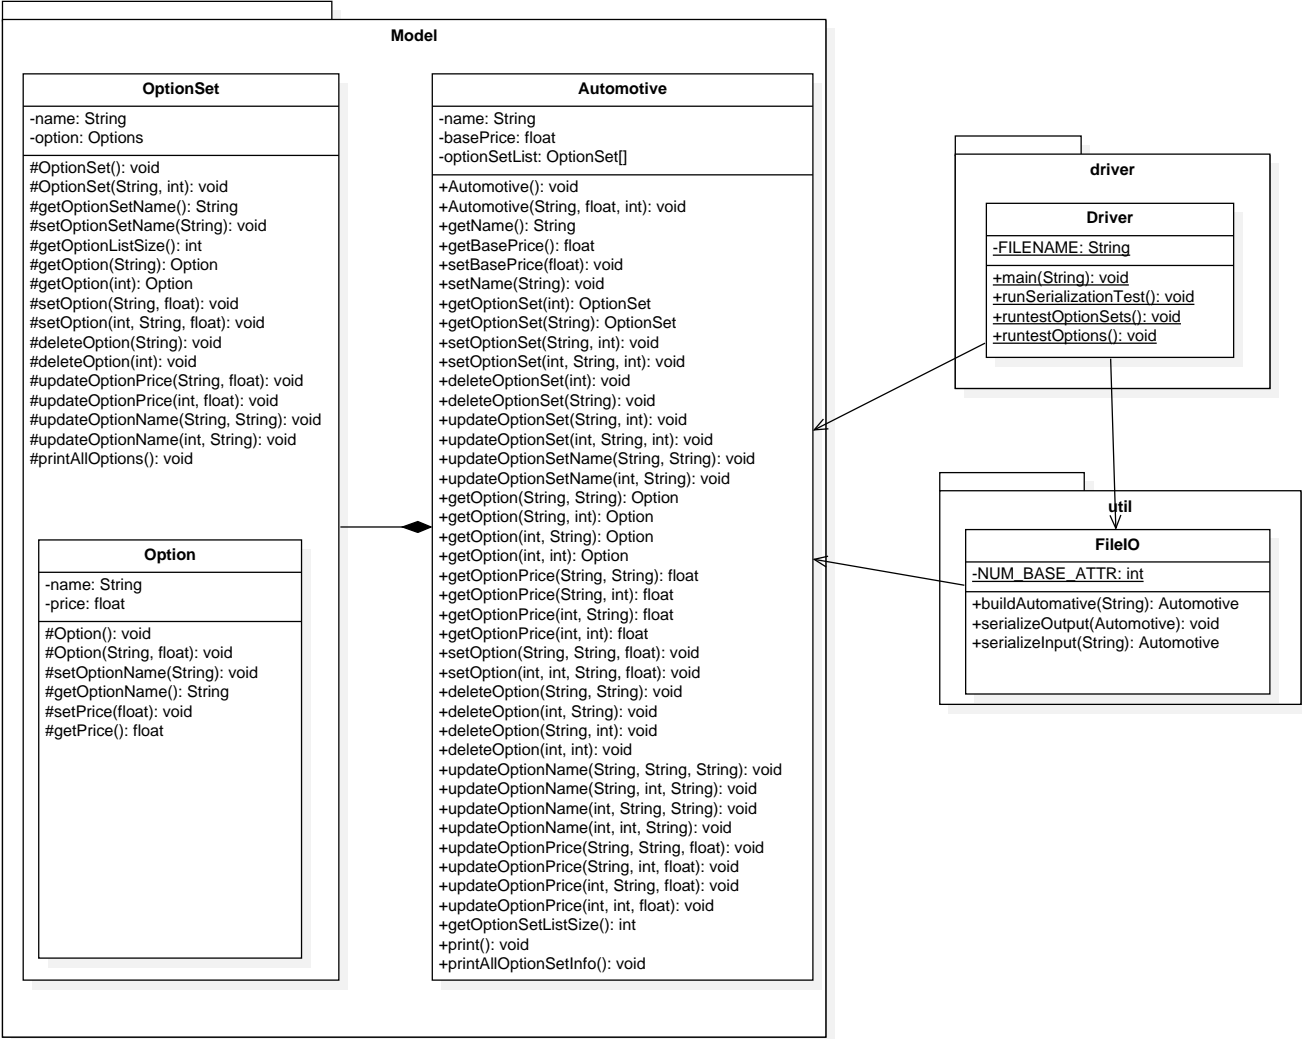 Model
OptionSet
-name: String
-option: Options
#OptionSet(): void
#OptionSet(String, int): void
#getOptionSetName(): String
#setOptionSetName(String): void
#getOptionListSize(): int
#getOption(String): Option
#getOption(int): Option
#setOption(String, float): void
#setOption(int, String, float): void
#deleteOption(String): void
#deleteOption(int): void
#updateOptionPrice(String, float): void
#updateOptionPrice(int, float): void
#updateOptionName(String, String): void
#updateOptionName(int, String): void
#printAllOptions(): void
Option
-name: String
-price: float
#Option(): void
#Option(String, float): void
#setOptionName(String): void
#getOptionName(): String
#setPrice(float): void
#getPrice(): float
Automotive
-name: String
-basePrice: float
-optionSetList: OptionSet[]
+Automotive(): void
+Automotive(String, float, int): void
+getName(): String
+getBasePrice(): float
+setBasePrice(float): void
+setName(String): void
+getOptionSet(int): OptionSet
+getOptionSet(String): OptionSet
+setOptionSet(String, int): void
+setOptionSet(int, String, int): void
+deleteOptionSet(int): void
+deleteOptionSet(String): void
+updateOptionSet(String, int): void
+updateOptionSet(int, String, int): void
+updateOptionSetName(String, String): void
+updateOptionSetName(int, String): void
+getOption(String, String): Option
+getOption(String, int): Option
+getOption(int, String): Option
+getOption(int, int): Option
+getOptionPrice(String, String): float
+getOptionPrice(String, int): float
+getOptionPrice(int, String): float
+getOptionPrice(int, int): float
+setOption(String, String, float): void
+setOption(int, int, String, float): void
+deleteOption(String, String): void
+deleteOption(int, String): void
+deleteOption(String, int): void
+deleteOption(int, int): void
+updateOptionName(String, String, String): void
+updateOptionName(String, int, String): void
+updateOptionName(int, String, String): void
+updateOptionName(int, int, String): void
+updateOptionPrice(String, String, float): void
+updateOptionPrice(String, int, float): void
+updateOptionPrice(int, String, float): void
+updateOptionPrice(int, int, float): void
+getOptionSetListSize(): int
+print(): void
+printAllOptionSetInfo(): void
driver
Driver
-FILENAME: String
+main(String): void
+runSerializationTest(): void
+runtestOptionSets(): void
+runtestOptions(): void
util
FileIO
-NUM_BASE_ATTR: int
+buildAutomative(String): Automotive
+serializeOutput(Automotive): void
+serializeInput(String): Automotive